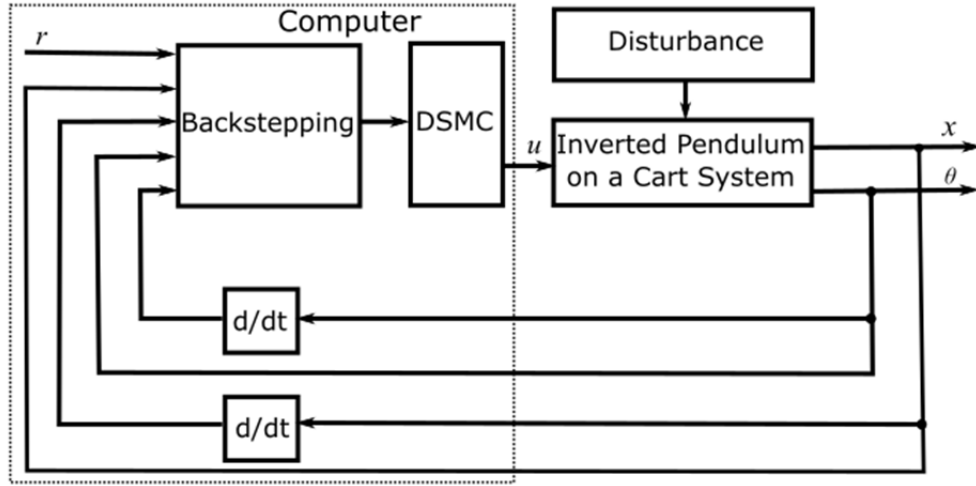 Computer
r
Backstepping
DSMC
u
Disturbance
Inverted Pendulum
on a Cart System
x
θ
d/dt
d/dt